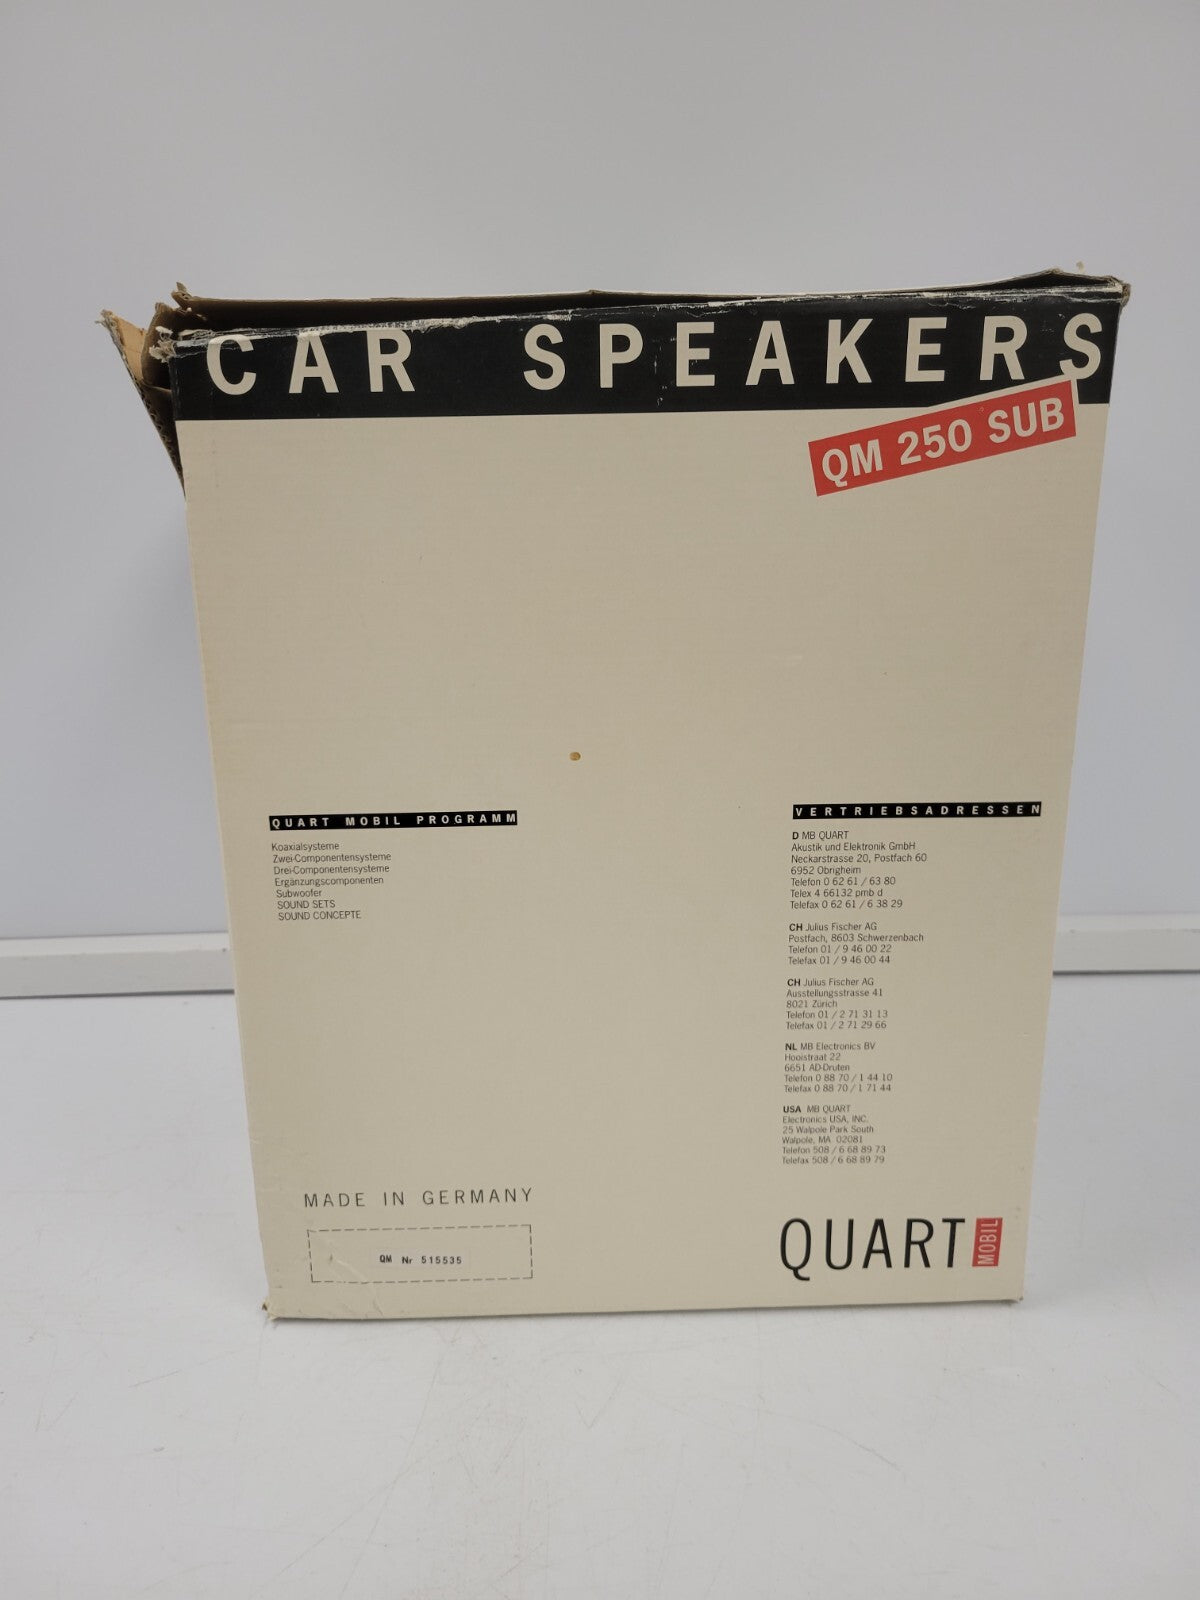 CAR SPEAKERS
QM 250 SUB
QUART MOBIL PROGRAMM
Koaxialsysteme
Zwei-Componentensysteme
Drei-Componentensysteme
Ergänzungscomponenten
Subwoofer
SOUND SETS
SOUND CONCEPTE
VERTRIEBSADRESSEN
D MB QUART
Akustik und Elektronik GmbH
Neckarstrasse 20, Postfach 60
6952 Obrigheim
Telefon 0 62 61 / 63 80
Telex 4 66132 pmb d
Telefax 0 62 61 / 6 38 29
CH Julius Fischer AG
Postfach, 8603 Schwerzenbach
Telefon 01 / 9 46 00 22
Telefax 01 / 9 46 00 44
CH Julius Fischer AG
Ausstellungsstrasse 41
8021 Zürich
Telefon 01 / 2 71 31 13
Telefax 01 / 2 71 29 66
NL MB Electronics BV
Hooistraat 22
6651 AD-Druten
Telefon 0 88 70 / 1 44 10
Telefax 0 88 70 / 1 71 44
USA MB QUART
Electronics USA, INC.
25 Walpole Park South
Walpole, MA 02081
Telefon 508 / 6 68 89 73
Telefax 508 / 6 68 89 79
MADE IN GERMANY
QM Nr 515535
QUART MOBIL